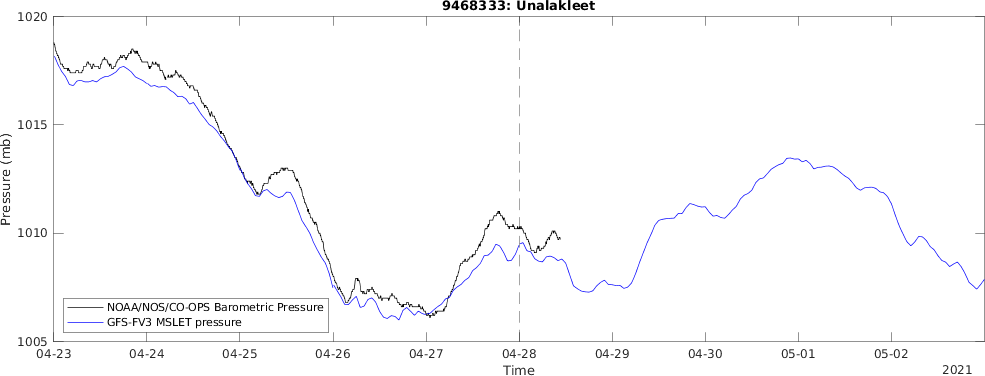 9468333: Unalakleet
1020
1015
1010
1005
Pressure (mb)
NOAA/NOS/CO-OPS Barometric Pressure
GFS-FV3 MSLET pressure
04-23 04-24 04-25 04-26 04-27 04-28 04-29 04-30 05-01 05-02
Time
2021